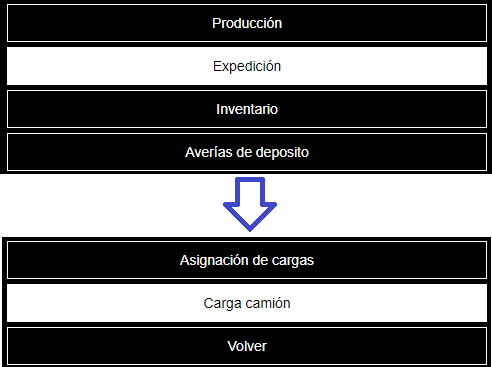 Producción
Expedición
Inventario
Averías de deposito
Asignación de cargas
Carga camión
Volver